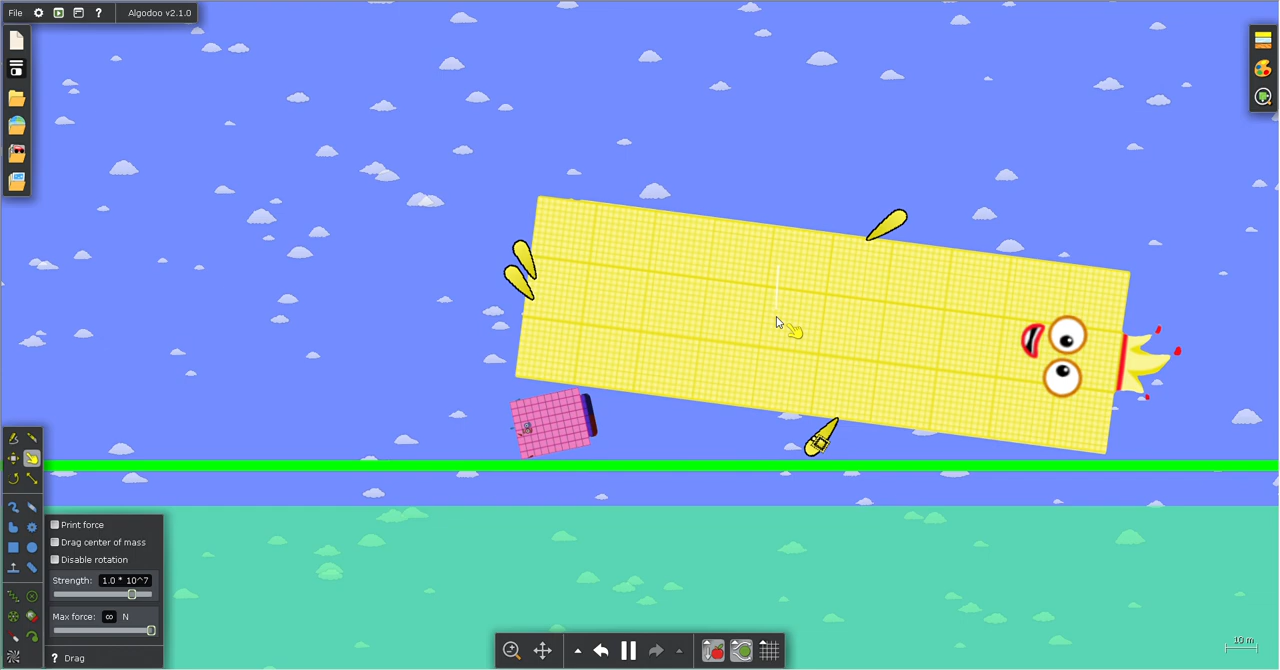 File ? Algodoo v2.1.0
Print force
Drag center of mass
Disable rotation
Strength: 1.0 * 10^7
Max force: ∞ N
? Drag
10 m